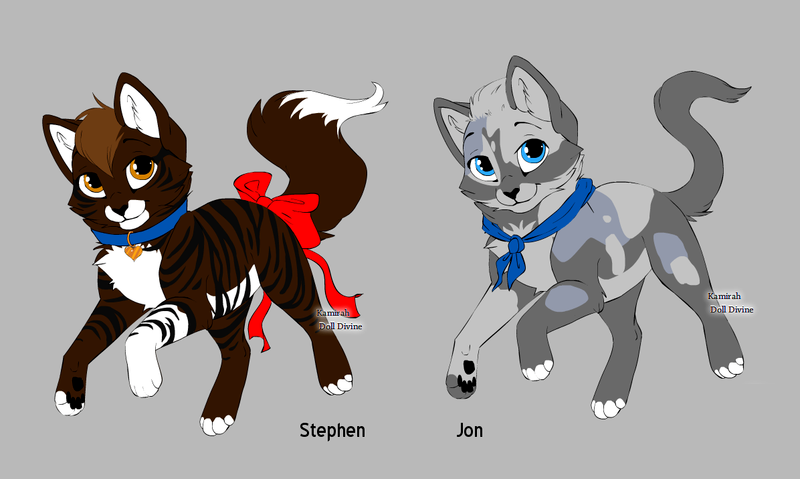 Kamirah
Doll Divine
Kamirah
Doll Divine
Stephen
Jon